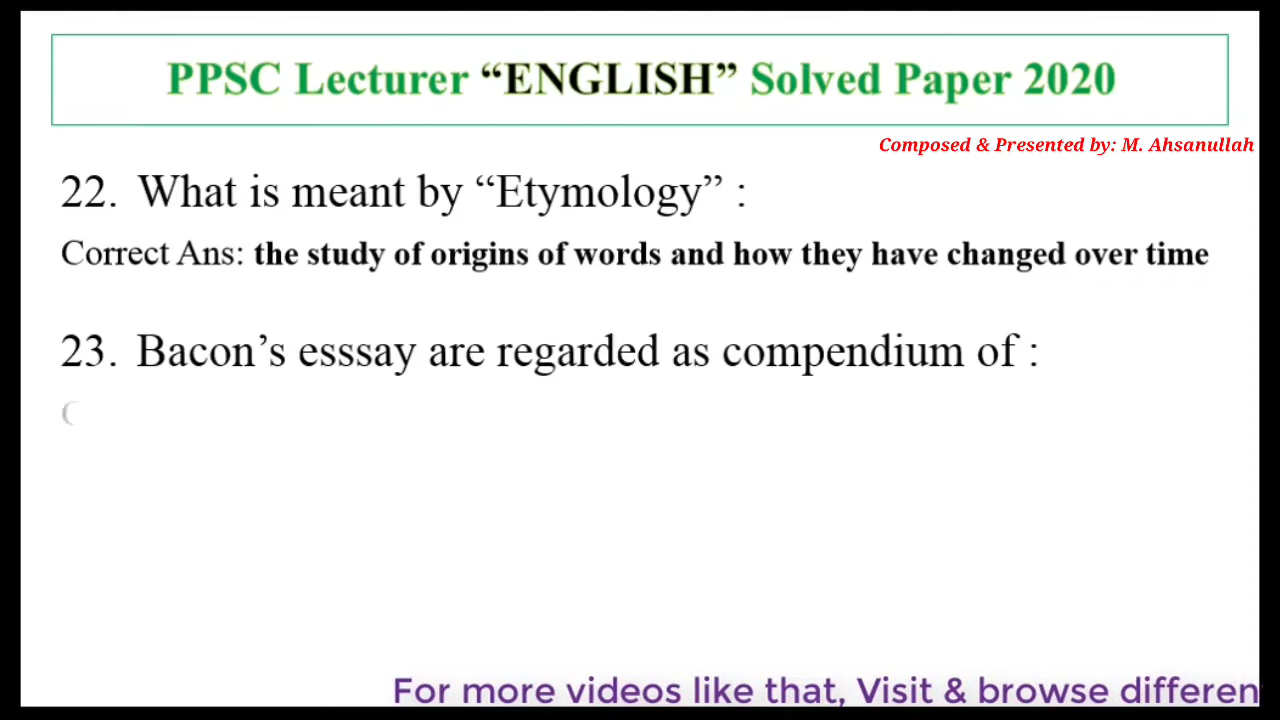 PPSC Lecturer “ENGLISH” Solved Paper 2020
Composed & Presented by: M. Ahsanullah
22. What is meant by “Etymology” :
Correct Ans: the study of origins of words and how they have changed over time
23. Bacon’s esssay are regarded as compendium of :
For more videos like that, Visit & browse differen